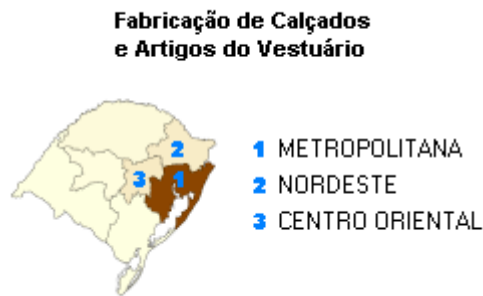 Fabricação de Calçados
e Artigos do Vestuário
2
3
1
1 METROPOLITANA
2 NORDESTE
3 CENTRO ORIENTAL